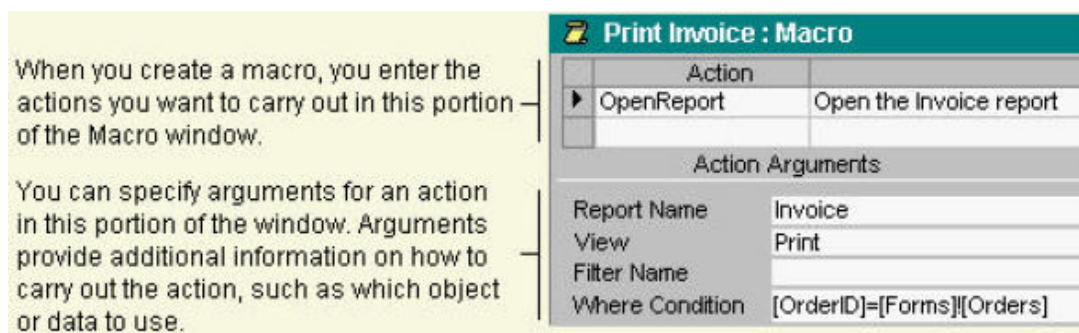 When you create a macro, you enter the
actions you want to carry out in this portion
of the Macro window.
You can specify arguments for an action
in this portion of the window. Arguments
provide additional information on how to
carry out the action, such as which object
or data to use.
Print Invoice : Macro
Action
OpenReport Open the Invoice report
Action Arguments
Report Name Invoice
View Print
Filter Name
Where Condition [OrderID]=[Forms]![Orders]